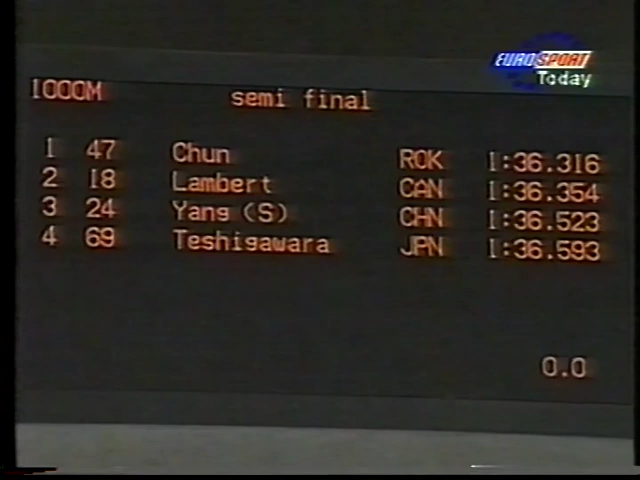 EUROSPORT
Today
1000M semi final
1 47 Chun ROK 1:36.316
2 18 Lambert CAN 1:36.354
3 24 Yang (S) CHN 1:36.523
4 69 Teshigawara JPN 1:36.593
0.0